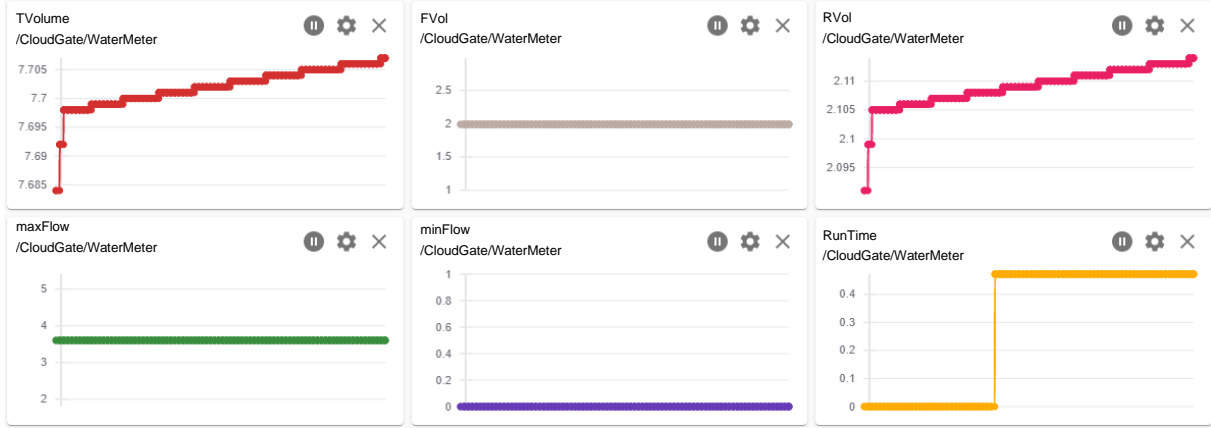 TVolume
/CloudGate/WaterMeter
7.705
7.7
7.695
7.69
7.685
FVol
/CloudGate/WaterMeter
2.5
2
1.5
1
RVol
/CloudGate/WaterMeter
2.11
2.105
2.1
2.095
maxFlow
/CloudGate/WaterMeter
5
4
3
2
minFlow
/CloudGate/WaterMeter
1
0.8
0.6
0.4
0.2
0
RunTime
/CloudGate/WaterMeter
0.4
0.3
0.2
0.1
0